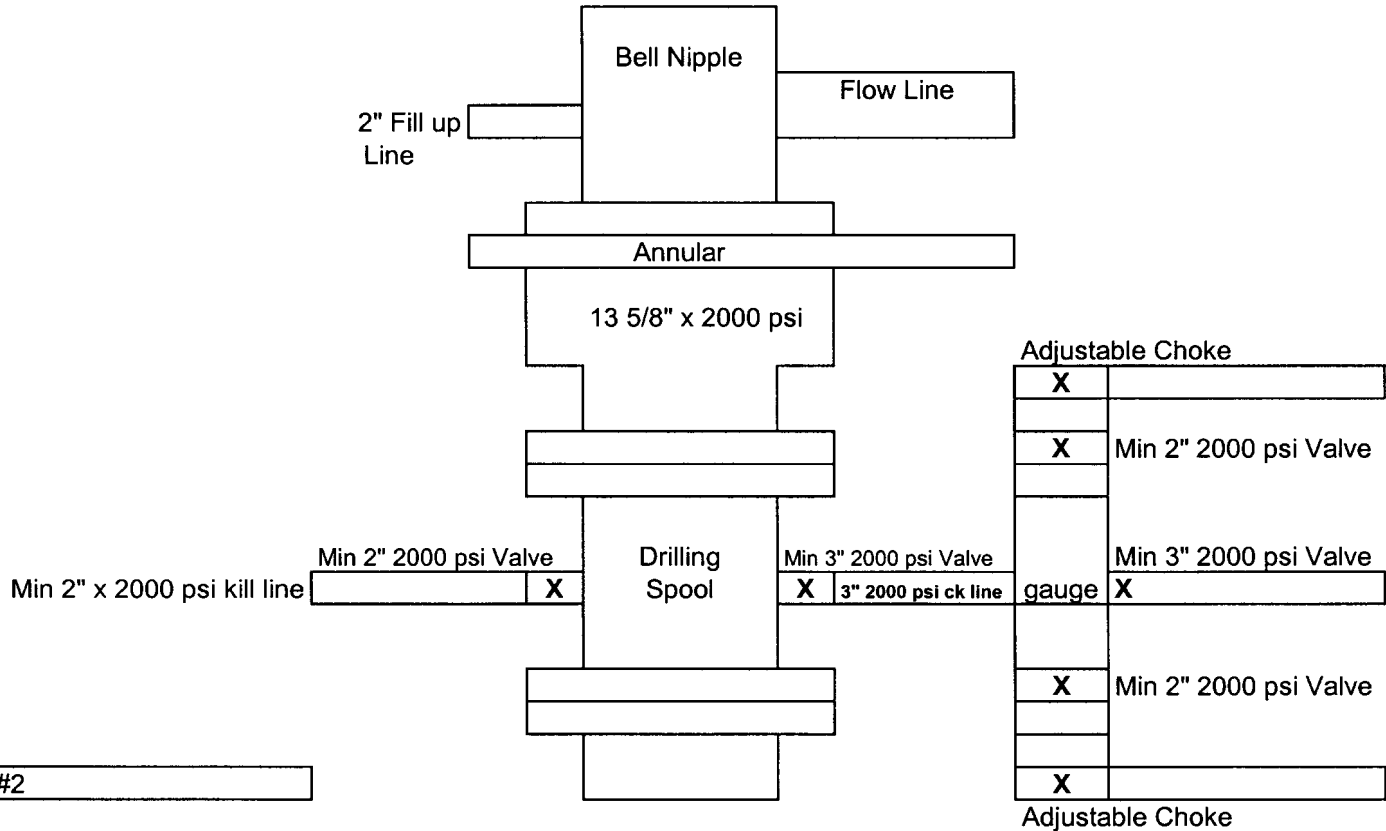 Bell Nipple
Flow Line
2" Fill up
Line
Annular
13 5/8" x 2000 psi
Adjustable Choke
X
X Min 2" 2000 psi Valve
Min 2" 2000 psi Valve
Drilling
Spool
Min 3" 2000 psi Valve
Min 3" 2000 psi Valve
Min 2" x 2000 psi kill line
X
X 3" 2000 psi ck line
gauge
X
X Min 2" 2000 psi Valve
#2
X
Adjustable Choke